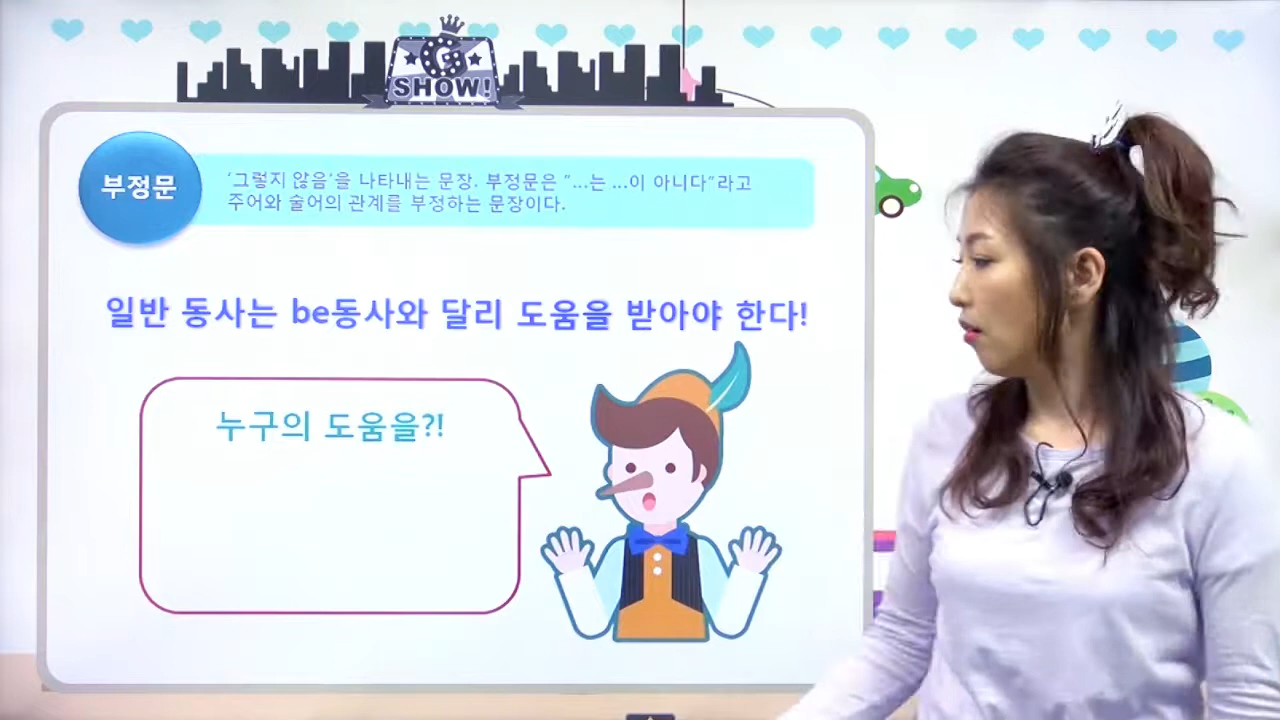 G
SHOW!
부정문
‘그렇지 않음’을 나타내는 문장. 부정문은 “...는 ...이 아니다”라고
주어와 술어의 관계를 부정하는 문장이다.
일반 동사는 be동사와 달리 도움을 받아야 한다!
누구의 도움을?!